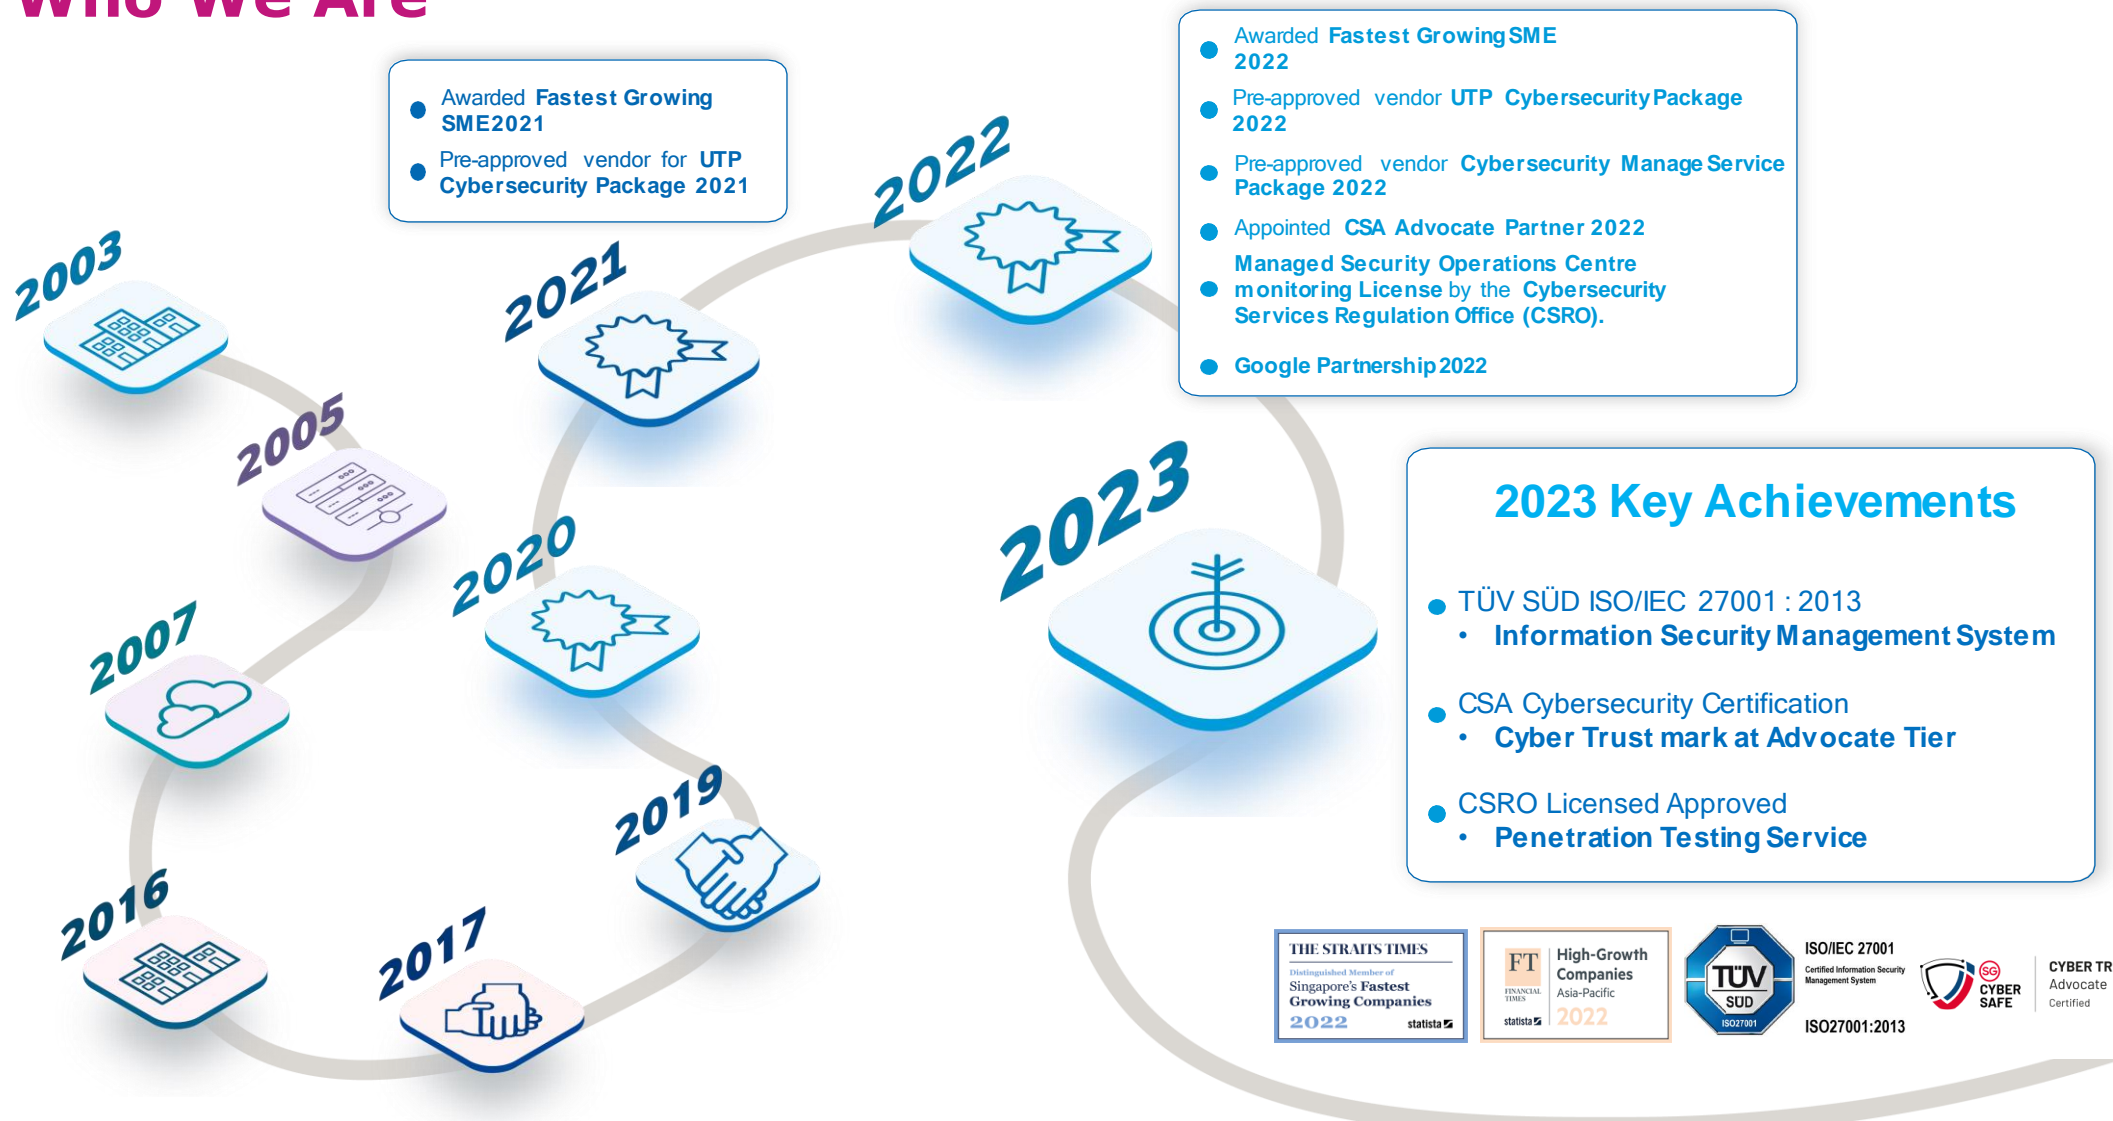 Who We Are
Awarded Fastest Growing
SME2021
Pre-approved vendor for UTP
Cybersecurity Package 2021
Awarded Fastest Growing SME
2022
Pre-approved vendor UTP Cybersecurity Package
2022
Pre-approved vendor Cybersecurity Manage Service
Package 2022
Appointed CSA Advocate Partner 2022
Managed Security Operations Centre
monitoring License by the Cybersecurity
Services Regulation Office (CSRO).
Google Partnership 2022
2003
2005
2007
2016
2017
2019
2020
2021
2022
2023
2023 Key Achievements
TÜV SÜD ISO/IEC 27001 : 2013
• Information Security Management System
CSA Cybersecurity Certification
• Cyber Trust mark at Advocate Tier
CSRO Licensed Approved
• Penetration Testing Service
THE STRAITS TIMES
Distinguished Member of
Singapore's Fastest
Growing Companies
2022
statista
FT
FINANCIAL
TIMES
statista
High-Growth
Companies
Asia-Pacific
2022
TÜV
SÜD
ISO27001
ISO/IEC 27001
Certified Information Security
Management System
ISO27001:2013
SG
CYBER
SAFE
CYBER TR
Advocate
Certified